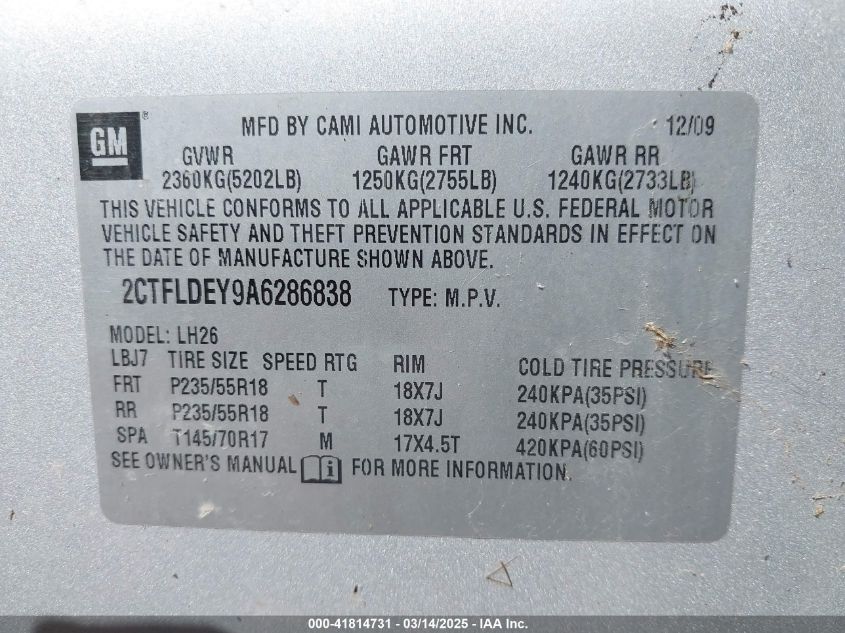 GM®
MFD BY CAMI AUTOMOTIVE INC. 12/09
GVWR GAWR FRT GAWR RR
2360KG(5202LB) 1250KG(2755LB) 1240KG(2733LB)
THIS VEHICLE CONFORMS TO ALL APPLICABLE U.S. FEDERAL MOTOR
VEHICLE SAFETY AND THEFT PREVENTION STANDARDS IN EFFECT ON
THE DATE OF MANUFACTURE SHOWN ABOVE.
2CTFLDEY9A6286838 TYPE: M.P.V.
MODEL: LH26
LBJ7 TIRE SIZE SPEED RTG RIM COLD TIRE PRESSURE
FRT P235/55R18 T 18X7J 240KPA(35PSI)
RR P235/55R18 T 18X7J 240KPA(35PSI)
SPA T145/70R17 M 17X4.5T 420KPA(60PSI)
SEE OWNER'S MANUAL i FOR MORE INFORMATION.
000-41814731 - 03/14/2025 - IAA Inc.